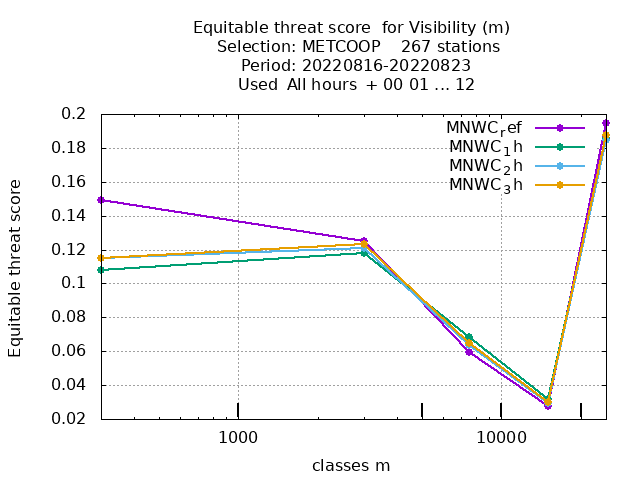 Equitable threat score  for Visibility (m)
Selection: METCOOP    267 stations
Period: 20220816-20220823
Used  All hours  + 00 01 ... 12
MNWC_ref
MNWC_1h
MNWC_2h
MNWC_3h
0.2
0.18
0.16
0.14
0.12
0.1
0.08
0.06
0.04
0.02
Equitable threat score
1000 10000
classes m